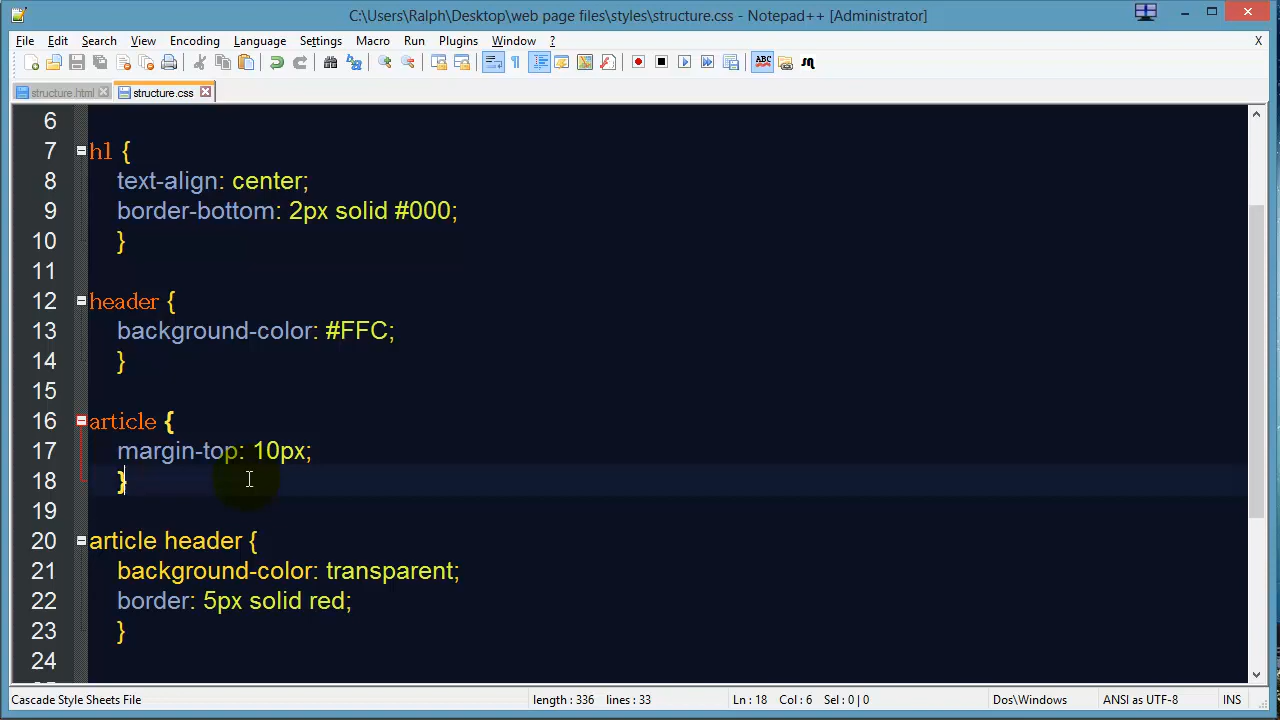 C:\Users\Ralph\Desktop\web page files\styles\structure.css - Notepad++ [Administrator]
File Edit Search View Encoding Language Settings Macro Run Plugins Window ? X
ABC
structure.html structure.css
6
7 h1 {
8 text-align: center;
9 border-bottom: 2px solid #000;
10 }
11
12 header {
13 background-color: #FFC;
14 }
15
16 article {
17 margin-top: 10px;
18 }
19
20 article header {
21 background-color: transparent;
22 border: 5px solid red;
23 }
24
Cascade Style Sheets File length : 336 lines : 33 Ln : 18 Col : 6 Sel : 0 | 0 Dos\Windows ANSI as UTF-8 INS